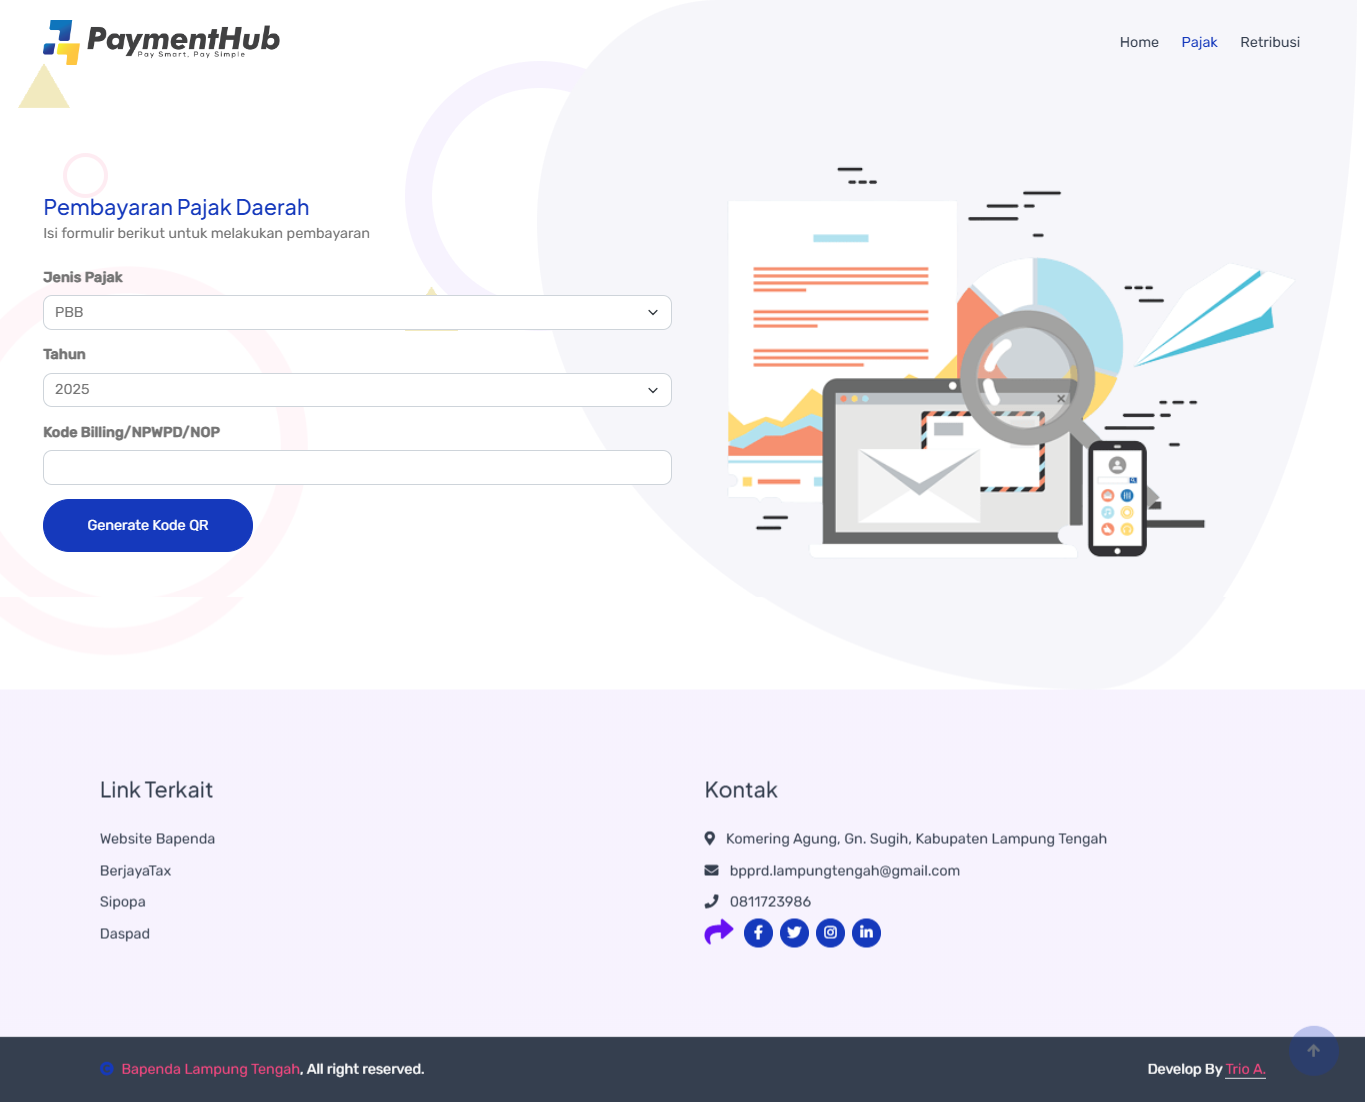 PaymentHub
Pay Smart, Pay Simple
Home
Pajak
Retribusi
Pembayaran Pajak Daerah
Isi formulir berikut untuk melakukan pembayaran
Jenis Pajak
PBB
Tahun
2025
Kode Billing/NPWPD/NOP
Generate Kode QR
Link Terkait
Website Bapenda
BerjayaTax
Sipopa
Daspad
Kontak
Komering Agung, Gn. Sugih, Kabupaten Lampung Tengah
bpprd.lampungtengah@gmail.com
0811723986
Bapenda Lampung Tengah, All right reserved.
Develop By Trio A.